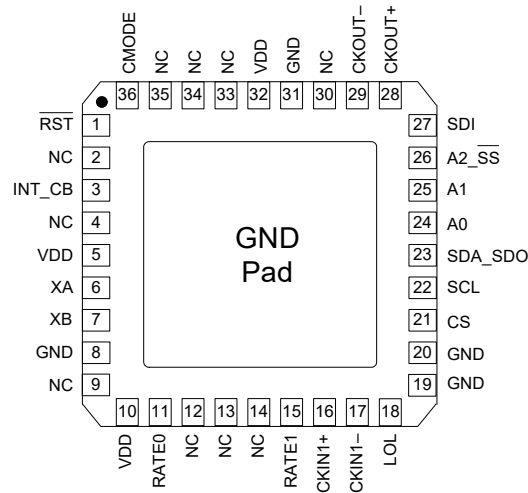 CMODE NC NC NC VDD GND NC CKOUT– CKOUT+
36 35 34 33 32 31 30 29 28
R̅S̅T̅ 1 27 SDI
NC 2 26 A2_S̅S̅
INT_CB 3 25 A1
NC 4 24 A0
VDD 5 23 SDA_SDO
XA 6 22 SCL
XB 7 21 CS
GND 8 20 GND
NC 9 19 GND
GND
Pad
10 11 12 13 14 15 16 17 18
VDD RATE0 NC NC NC RATE1 CKIN1+ CKIN1– LOL